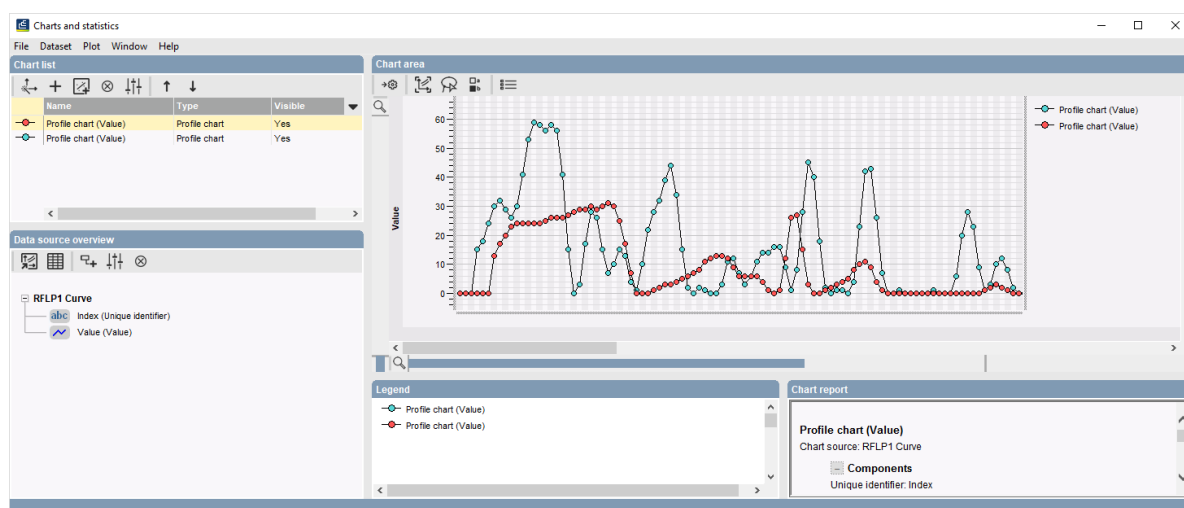 Charts and statistics
File Dataset Plot Window Help
Chart list
Name Type Visible
Profile chart (Value) Profile chart Yes
Profile chart (Value) Profile chart Yes
Data source overview
RFLP1 Curve
abc Index (Unique identifier)
Value (Value)
Chart area
Value
60
50
40
30
20
10
0
Profile chart (Value)
Profile chart (Value)
Legend
Profile chart (Value)
Profile chart (Value)
Chart report
Profile chart (Value)
Chart source: RFLP1 Curve
Components
Unique identifier: Index